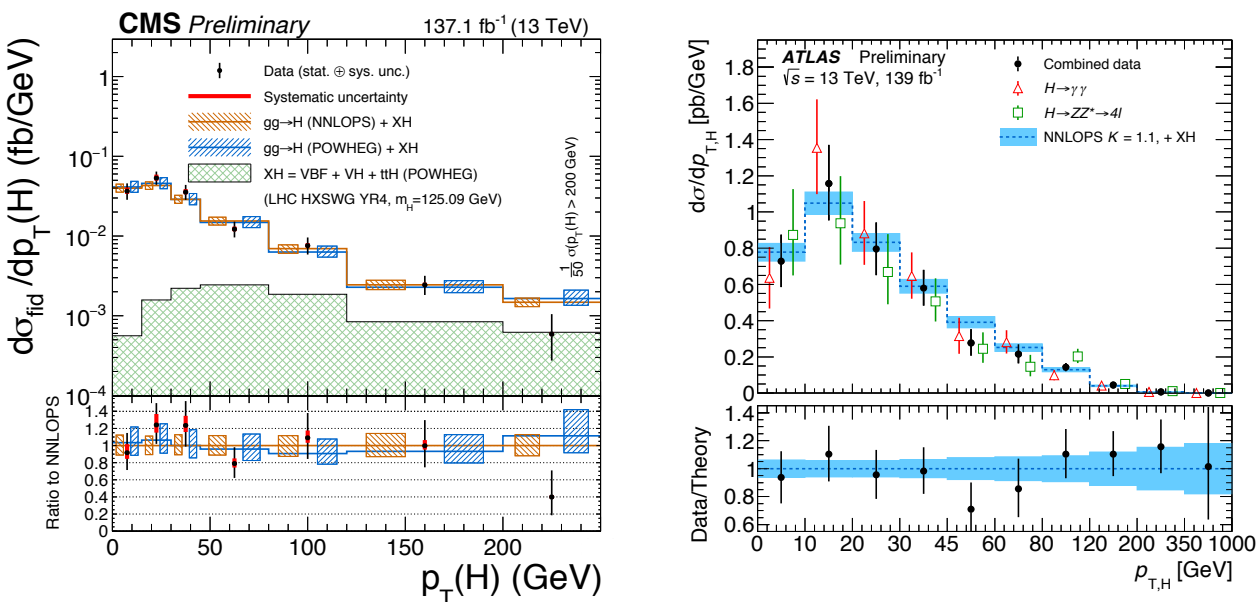 CMS Preliminary 137.1 fb⁻¹ (13 TeV)
dσ_fid /dp_T(H) (fb/GeV)
1
10⁻¹
10⁻²
10⁻³
10⁻⁴
Data (stat. ⊕ sys. unc.)
Systematic uncertainty
gg→H (NNLOPS) + XH
gg→H (POWHEG) + XH
XH = VBF + VH + ttH (POWHEG)
(LHC HXSWG YR4, m_H=125.09 GeV)
1/50 σ(p_T(H) > 200 GeV)
Ratio to NNLOPS
1.4
1.2
1
0.8
0.6
0.4
0.2
0
0 50 100 150 200
p_T(H) (GeV)
ATLAS Preliminary
√s = 13 TeV, 139 fb⁻¹
Combined data
H→γγ
H→ZZ*→4l
NNLOPS K = 1.1, + XH
dσ/dp_T,H [pb/GeV]
1.8
1.6
1.4
1.2
1
0.8
0.6
0.4
0.2
0
Data/Theory
1.4
1.2
1.0
0.8
0.6
0 10 20 30 45 60 80 120 200 350 1000
p_T,H [GeV]